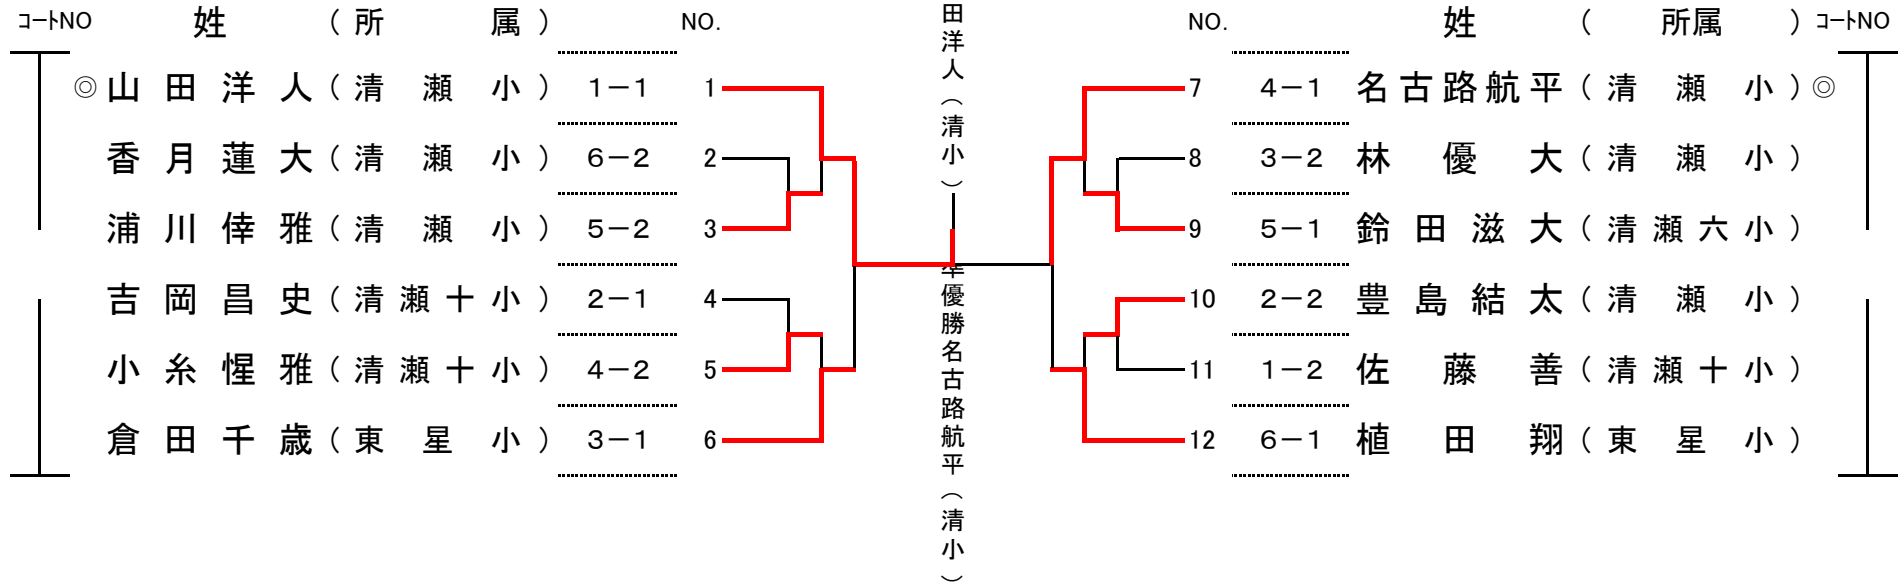 ｺｰﾄNO 姓 （ 所 属 ） NO.
◎ 山田洋人 （ 清瀬小 ） 1－1 1
香月蓮大 （ 清瀬小 ） 6－2 2
浦川倖雅 （ 清瀬小 ） 5－2 3
吉岡昌史 （ 清瀬十小 ） 2－1 4
小糸惺雅 （ 清瀬十小 ） 4－2 5
倉田千歳 （ 東星小 ） 3－1 6
田洋人（清小）
準優勝名古路航平（清小）
NO. 姓 （ 所属 ） ｺｰﾄNO
7 4－1 名古路航平 （ 清瀬小 ） ◎
8 3－2 林優大 （ 清瀬小 ）
9 5－1 鈴田滋大 （ 清瀬六小 ）
10 2－2 豊島結太 （ 清瀬小 ）
11 1－2 佐藤善 （ 清瀬十小 ）
12 6－1 植田翔 （ 東星小 ）